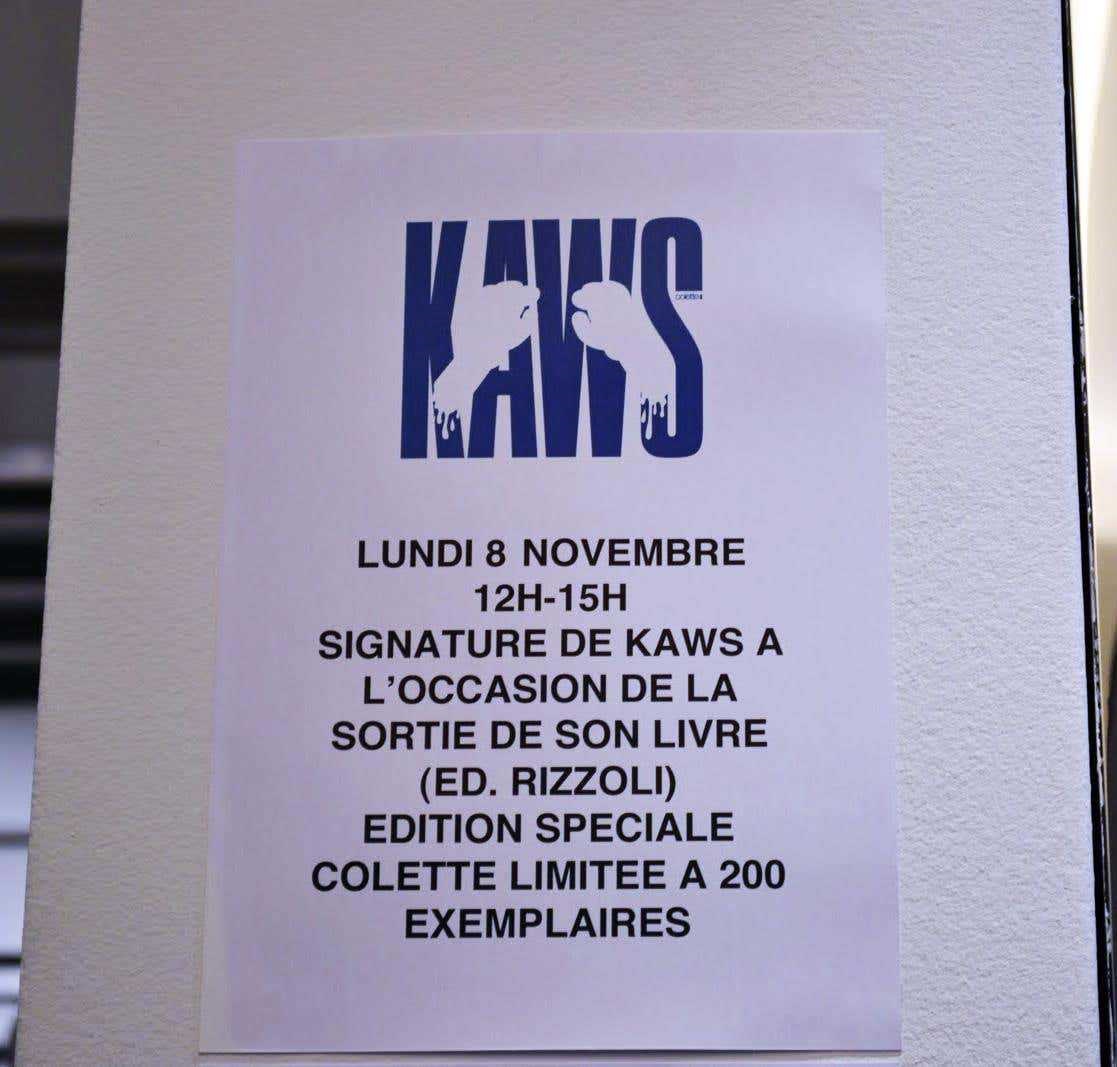 KAWS
colette
LUNDI 8 NOVEMBRE
12H-15H
SIGNATURE DE KAWS A
L'OCCASION DE LA
SORTIE DE SON LIVRE
(ED. RIZZOLI)
EDITION SPECIALE
COLETTE LIMITEE A 200
EXEMPLAIRES